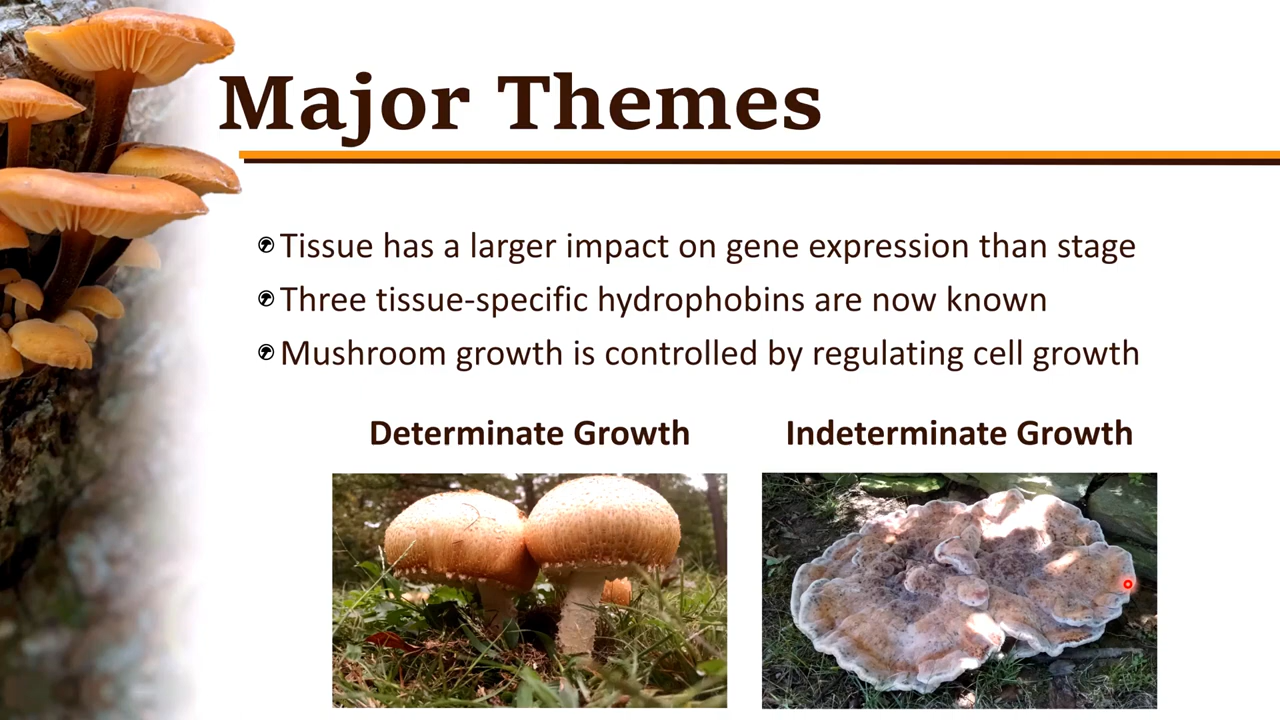 Major Themes
Tissue has a larger impact on gene expression than stage
Three tissue-specific hydrophobins are now known
Mushroom growth is controlled by regulating cell growth
Determinate Growth
Indeterminate Growth